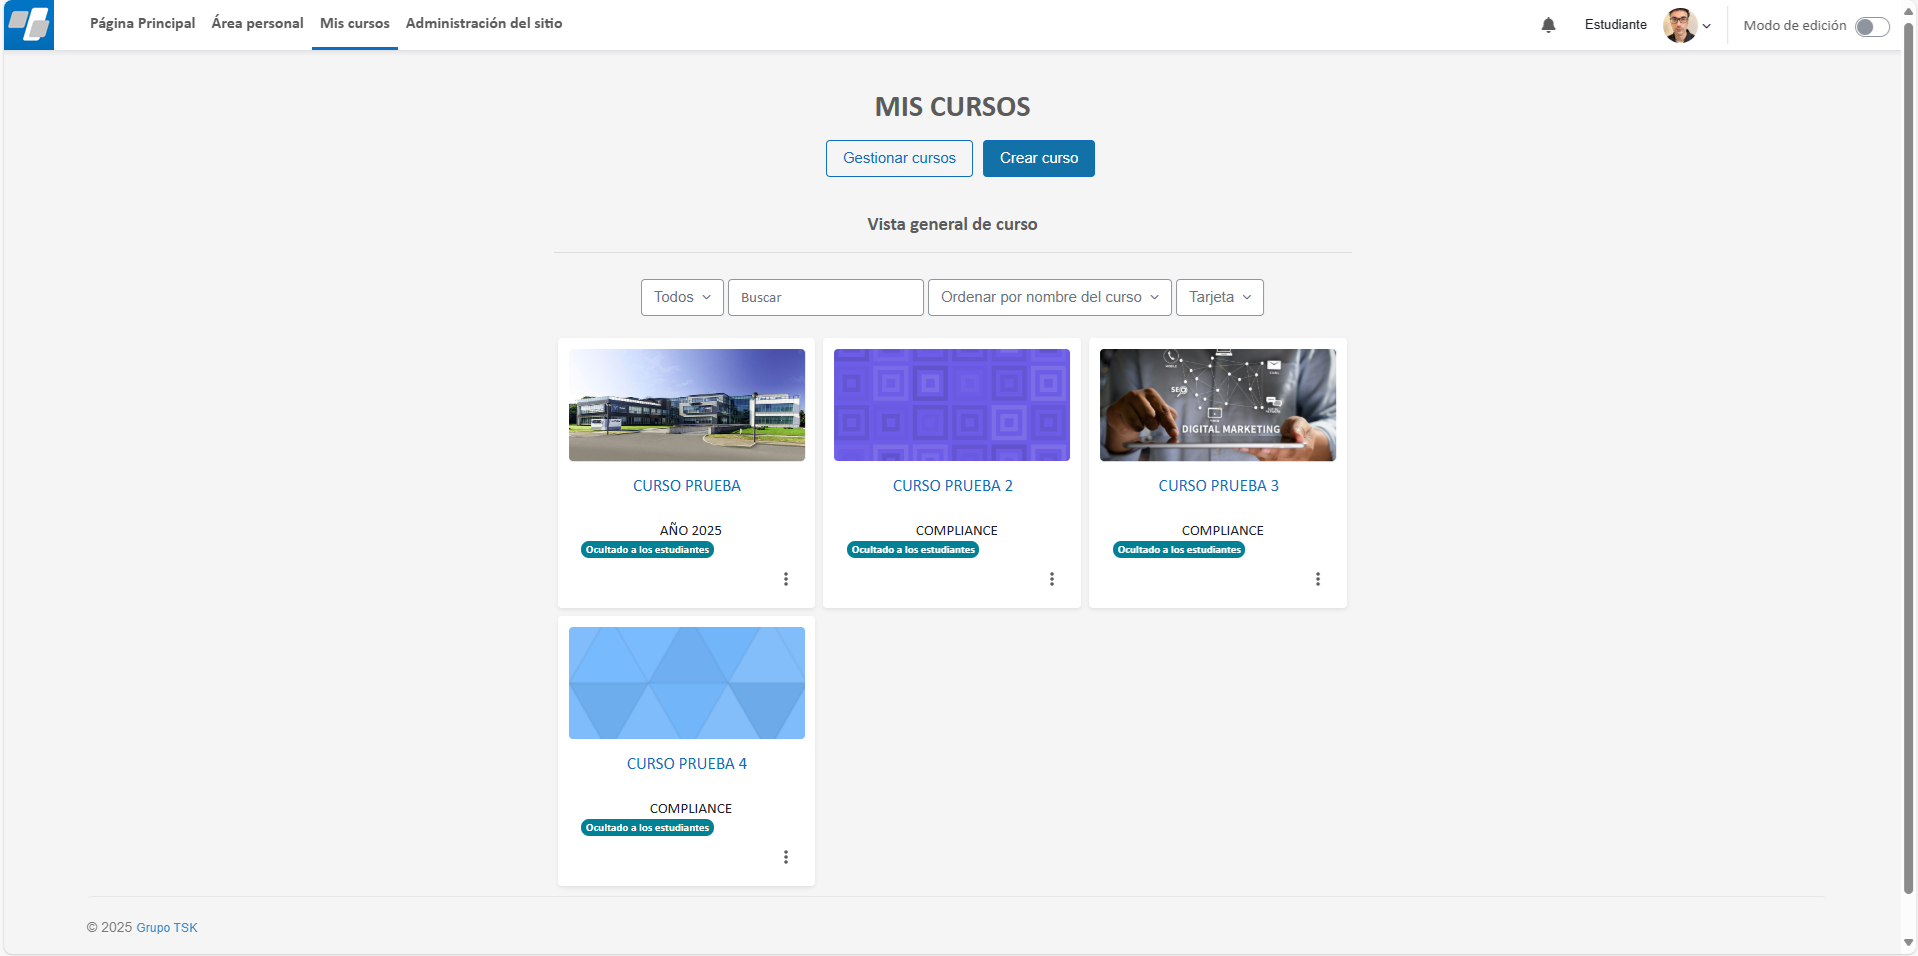 Página Principal Área personal Mis cursos Administración del sitio Estudiante Modo de edición
MIS CURSOS
Gestionar cursos Crear curso
Vista general de curso
Todos Buscar Ordenar por nombre del curso Tarjeta
SEO
DIGITAL MARKETING
CURSO PRUEBA CURSO PRUEBA 2 CURSO PRUEBA 3
AÑO 2025 COMPLIANCE COMPLIANCE
Ocultado a los estudiantes Ocultado a los estudiantes Ocultado a los estudiantes
CURSO PRUEBA 4
COMPLIANCE
Ocultado a los estudiantes
© 2025 Grupo TSK